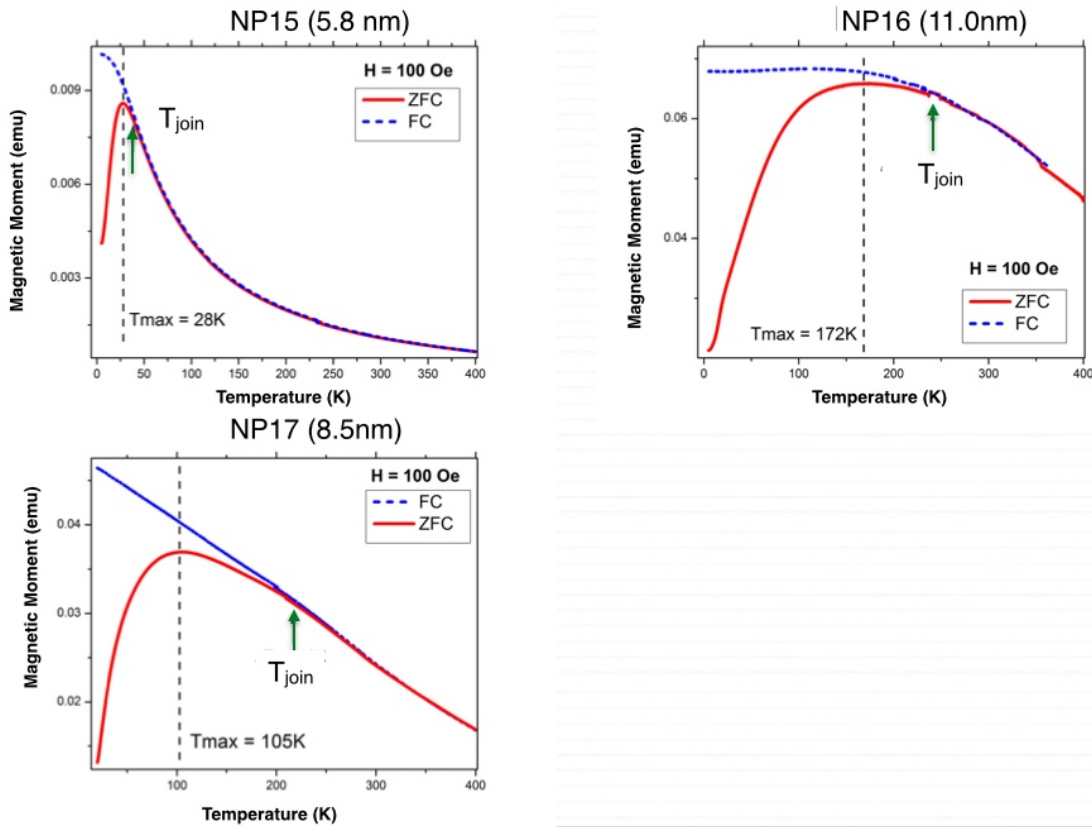 NP15 (5.8 nm)
H = 100 Oe
ZFC
FC
T_join
Tmax = 28K
0.009
0.006
0.003
Magnetic Moment (emu)
0 50 100 150 200 250 300 350 400
Temperature (K)
NP16 (11.0nm)
0.06
0.04
Magnetic Moment (emu)
T_join
H = 100 Oe
ZFC
FC
Tmax = 172K
0 100 200 300 400
Temperature (K)
NP17 (8.5nm)
H = 100 Oe
FC
ZFC
0.04
0.03
0.02
Magnetic Moment (emu)
T_join
Tmax = 105K
100 200 300 400
Temperature (K)